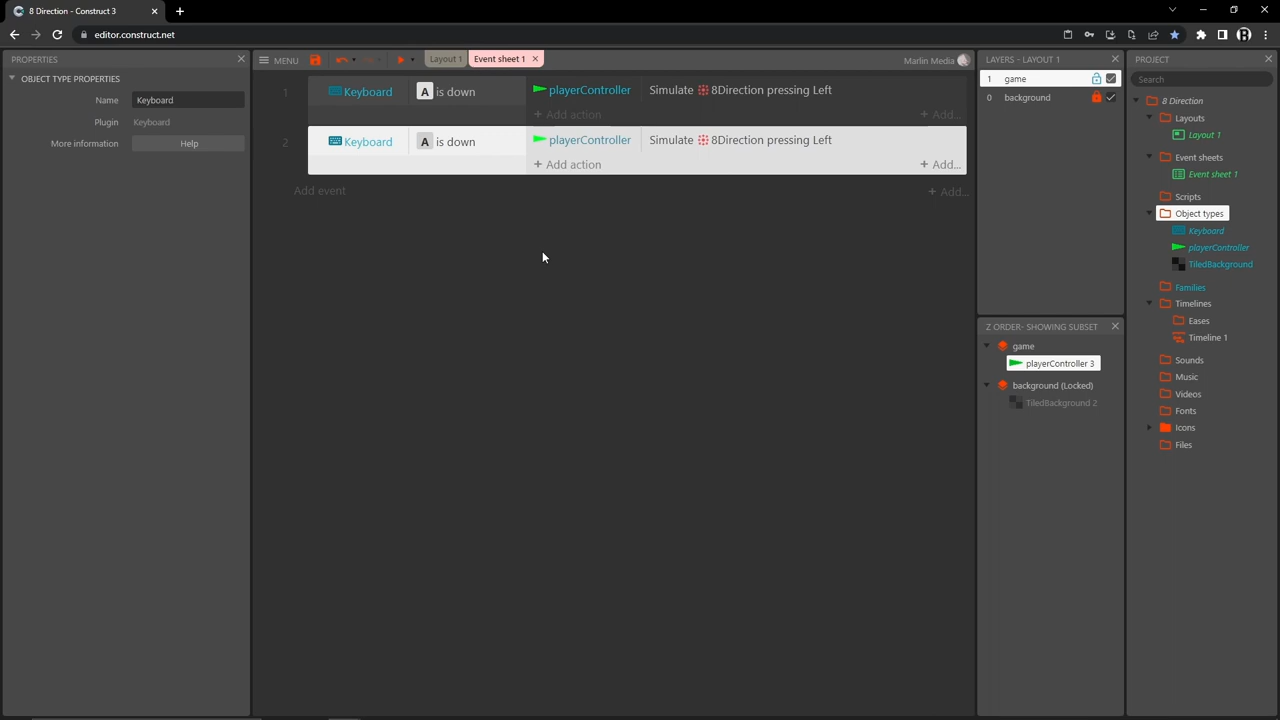 8 Direction - Construct 3
editor.construct.net
PROPERTIES
OBJECT TYPE PROPERTIES
Name Keyboard
Plugin Keyboard
More information Help
MENU
Layout 1
Event sheet 1
Marlin Media
1 Keyboard A is down playerController Simulate 8Direction pressing Left
+ Add action + Add...
2 Keyboard A is down playerController Simulate 8Direction pressing Left
+ Add action + Add...
Add event + Add...
LAYERS - LAYOUT 1
1 game
0 background
Z ORDER- SHOWING SUBSET
game
playerController 3
background (Locked)
TiledBackground 2
PROJECT
Search
8 Direction
Layouts
Layout 1
Event sheets
Event sheet 1
Scripts
Object types
Keyboard
playerController
TiledBackground
Families
Timelines
Eases
Timeline 1
Sounds
Music
Videos
Fonts
Icons
Files